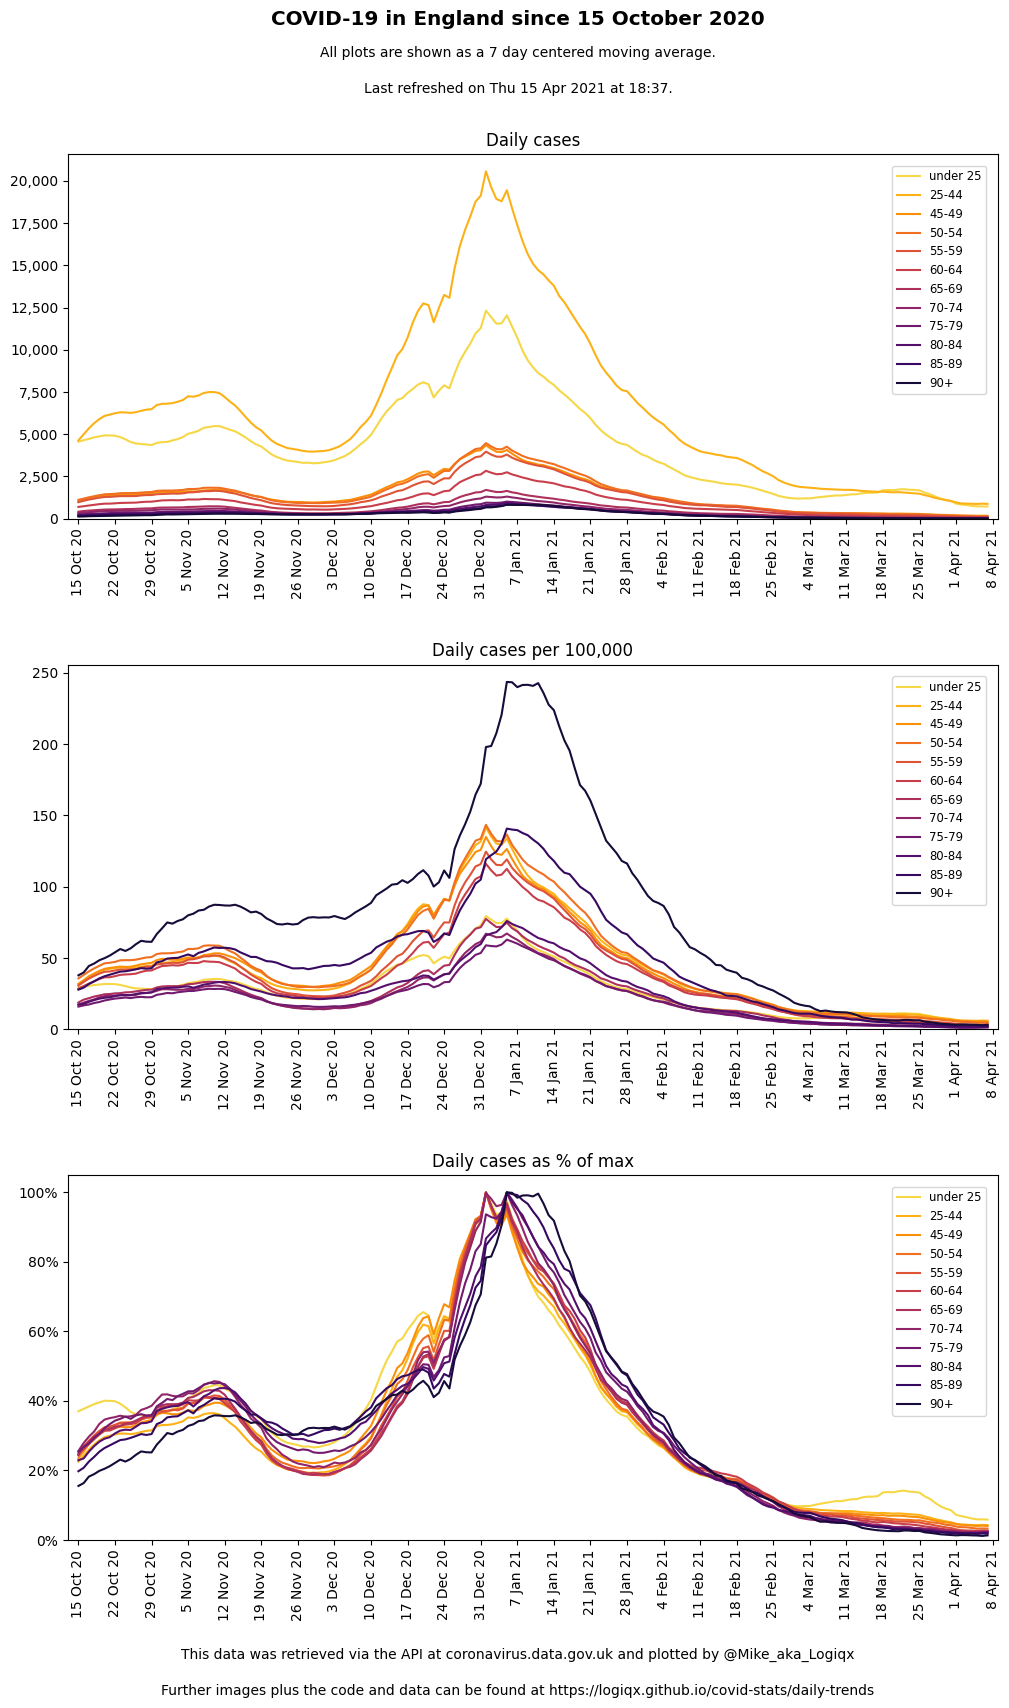 COVID-19 in England since 15 October 2020
All plots are shown as a 7 day centered moving average.
Last refreshed on Thu 15 Apr 2021 at 18:37.
Daily cases
20,000
17,500
15,000
12,500
10,000
7,500
5,000
2,500
0
under 25
25-44
45-49
50-54
55-59
60-64
65-69
70-74
75-79
80-84
85-89
90+
15 Oct 20
22 Oct 20
29 Oct 20
5 Nov 20
12 Nov 20
19 Nov 20
26 Nov 20
3 Dec 20
10 Dec 20
17 Dec 20
24 Dec 20
31 Dec 20
7 Jan 21
14 Jan 21
21 Jan 21
28 Jan 21
4 Feb 21
11 Feb 21
18 Feb 21
25 Feb 21
4 Mar 21
11 Mar 21
18 Mar 21
25 Mar 21
1 Apr 21
8 Apr 21
Daily cases per 100,000
250
200
150
100
50
0
under 25
25-44
45-49
50-54
55-59
60-64
65-69
70-74
75-79
80-84
85-89
90+
15 Oct 20
22 Oct 20
29 Oct 20
5 Nov 20
12 Nov 20
19 Nov 20
26 Nov 20
3 Dec 20
10 Dec 20
17 Dec 20
24 Dec 20
31 Dec 20
7 Jan 21
14 Jan 21
21 Jan 21
28 Jan 21
4 Feb 21
11 Feb 21
18 Feb 21
25 Feb 21
4 Mar 21
11 Mar 21
18 Mar 21
25 Mar 21
1 Apr 21
8 Apr 21
Daily cases as % of max
100%
80%
60%
40%
20%
0%
under 25
25-44
45-49
50-54
55-59
60-64
65-69
70-74
75-79
80-84
85-89
90+
15 Oct 20
22 Oct 20
29 Oct 20
5 Nov 20
12 Nov 20
19 Nov 20
26 Nov 20
3 Dec 20
10 Dec 20
17 Dec 20
24 Dec 20
31 Dec 20
7 Jan 21
14 Jan 21
21 Jan 21
28 Jan 21
4 Feb 21
11 Feb 21
18 Feb 21
25 Feb 21
4 Mar 21
11 Mar 21
18 Mar 21
25 Mar 21
1 Apr 21
8 Apr 21
This data was retrieved via the API at coronavirus.data.gov.uk and plotted by @Mike_aka_Logiqx
Further images plus the code and data can be found at https://logiqx.github.io/covid-stats/daily-trends